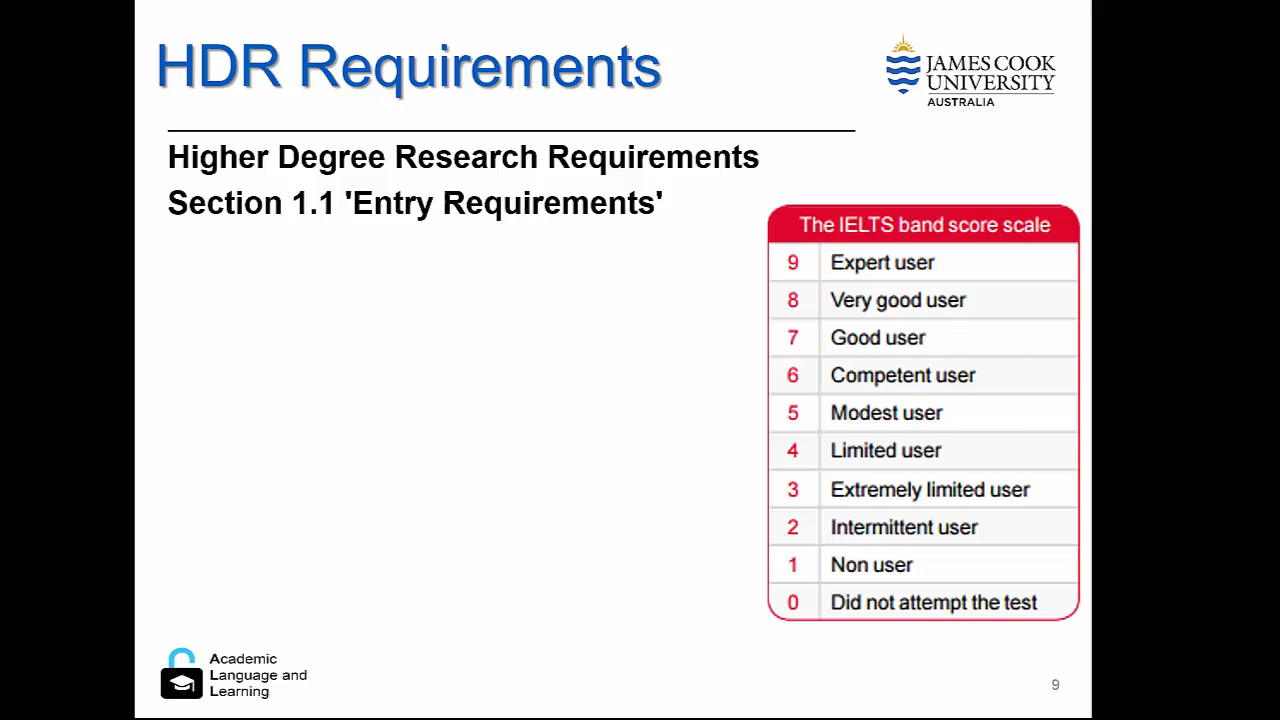 HDR Requirements
JAMES COOK
UNIVERSITY
AUSTRALIA
Higher Degree Research Requirements
Section 1.1 'Entry Requirements'
The IELTS band score scale
9 Expert user
8 Very good user
7 Good user
6 Competent user
5 Modest user
4 Limited user
3 Extremely limited user
2 Intermittent user
1 Non user
0 Did not attempt the test
Academic
Language and
Learning
9